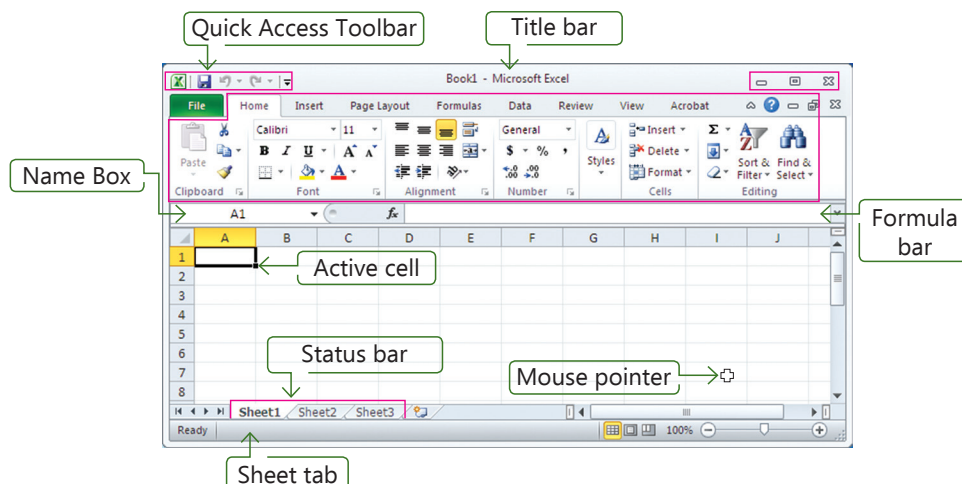 Quick Access Toolbar
Title bar
Book1 - Microsoft Excel
File Home Insert Page Layout Formulas Data Review View Acrobat
Calibri 11 General Insert Σ
Paste B I U A A $ % , Styles Delete Sort & Find &
Format Filter Select
Clipboard Font Alignment Number Cells Editing
Name Box
A1 fx
Formula
bar
A B C D E F G H I J
1
Active cell
2
3
4
5
6
Status bar
7
Mouse pointer
8
Sheet1 Sheet2 Sheet3
Ready 100%
Sheet tab